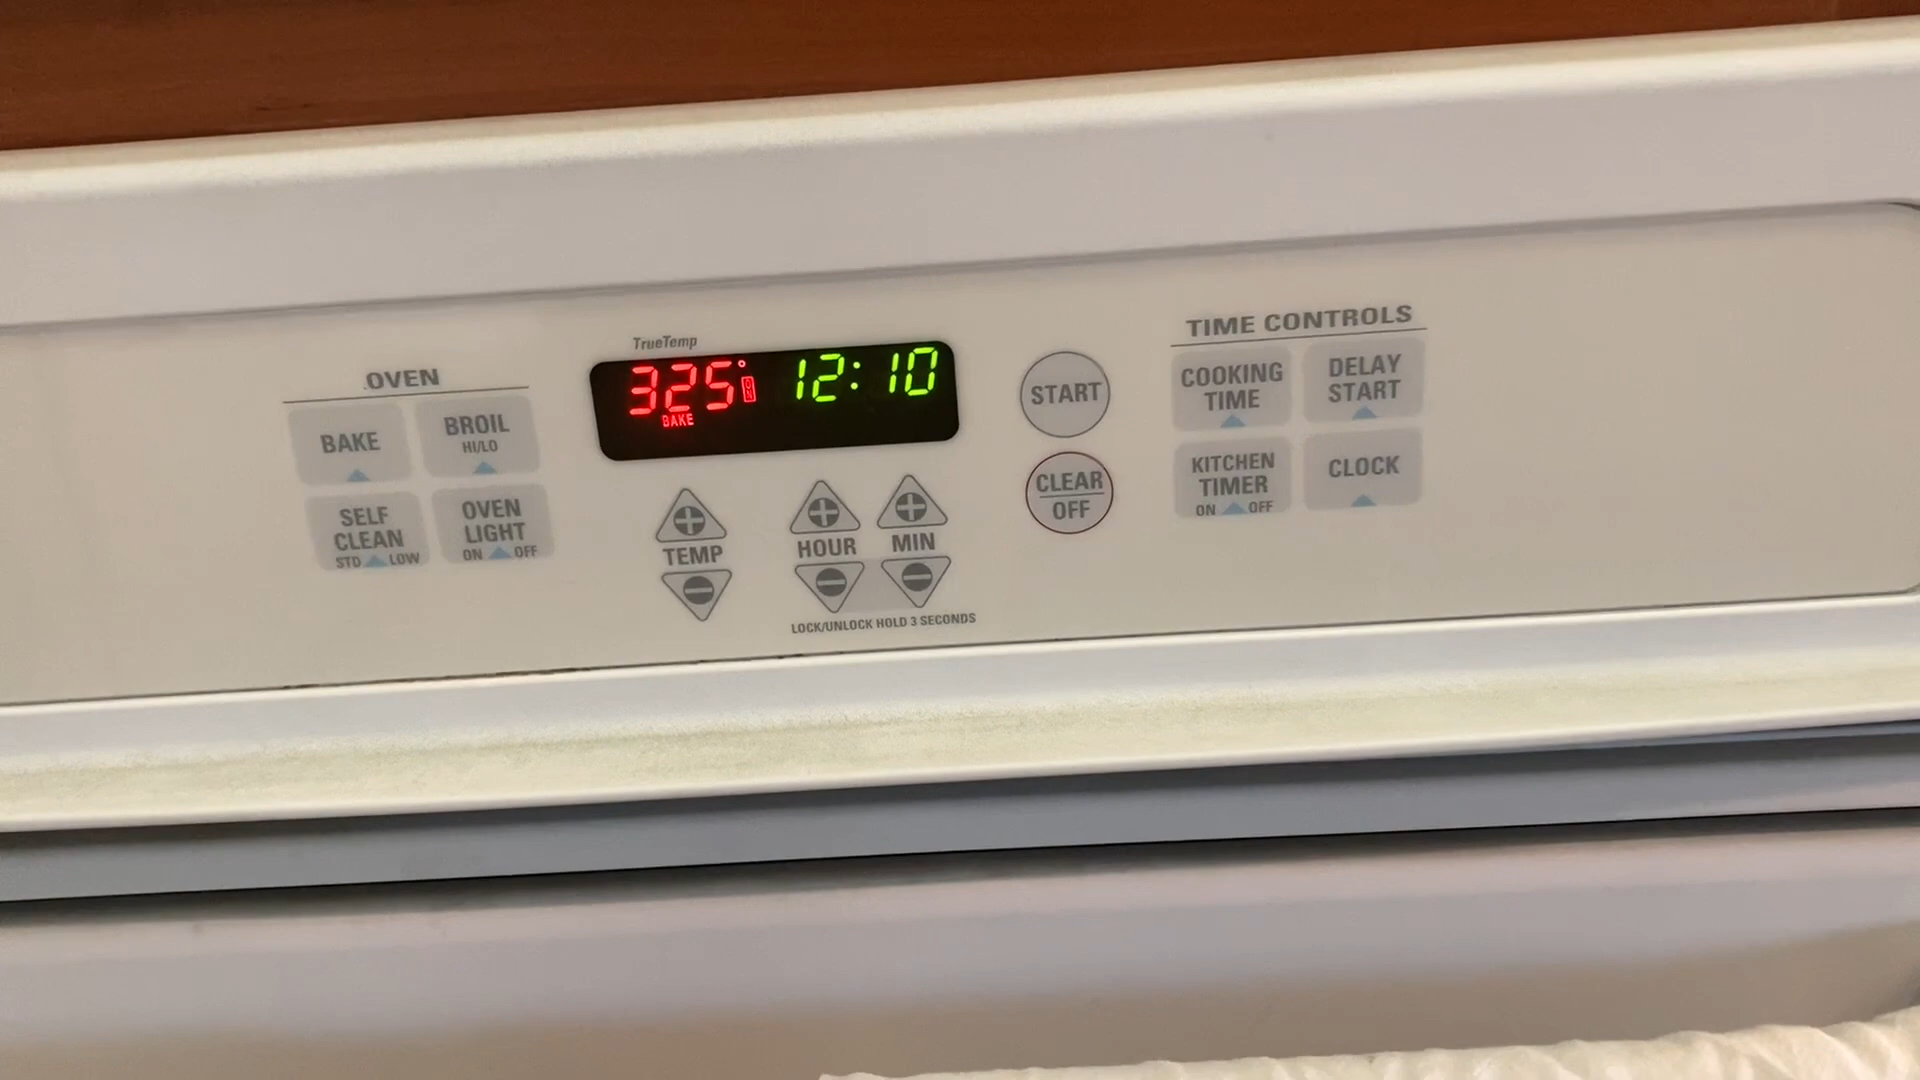 TrueTemp
325° ON 12:10
BAKE
OVEN
BAKE
BROIL
HI/LO
SELF
CLEAN
STD LOW
OVEN
LIGHT
ON OFF
TEMP
HOUR
MIN
LOCK/UNLOCK HOLD 3 SECONDS
START
CLEAR
OFF
TIME CONTROLS
COOKING
TIME
DELAY
START
KITCHEN
TIMER
ON OFF
CLOCK